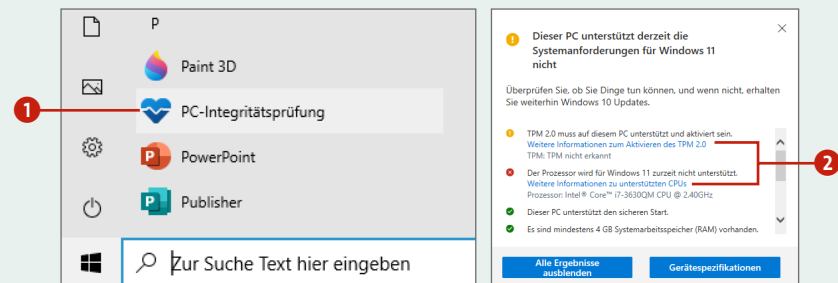 P
Paint 3D
1
PC-Integritätsprüfung
PowerPoint
Publisher
Zur Suche Text hier eingeben
Dieser PC unterstützt derzeit die
Systemanforderungen für Windows 11
nicht
Überprüfen Sie, ob Sie Dinge tun können, und wenn nicht, erhalten
Sie weiterhin Windows 10 Updates.
TPM 2.0 muss auf diesem PC unterstützt und aktiviert sein.
Weitere Informationen zum Aktivieren des TPM 2.0
TPM: TPM nicht erkannt
2
Der Prozessor wird für Windows 11 zurzeit nicht unterstützt.
Weitere Informationen zu unterstützten CPUs
Prozessor: Intel® Core™ i7-3630QM CPU @ 2.40GHz
Dieser PC unterstützt den sicheren Start.
Es sind mindestens 4 GB Systemarbeitsspeicher (RAM) vorhanden.
Alle Ergebnisse
ausblenden
Gerätespezifikationen